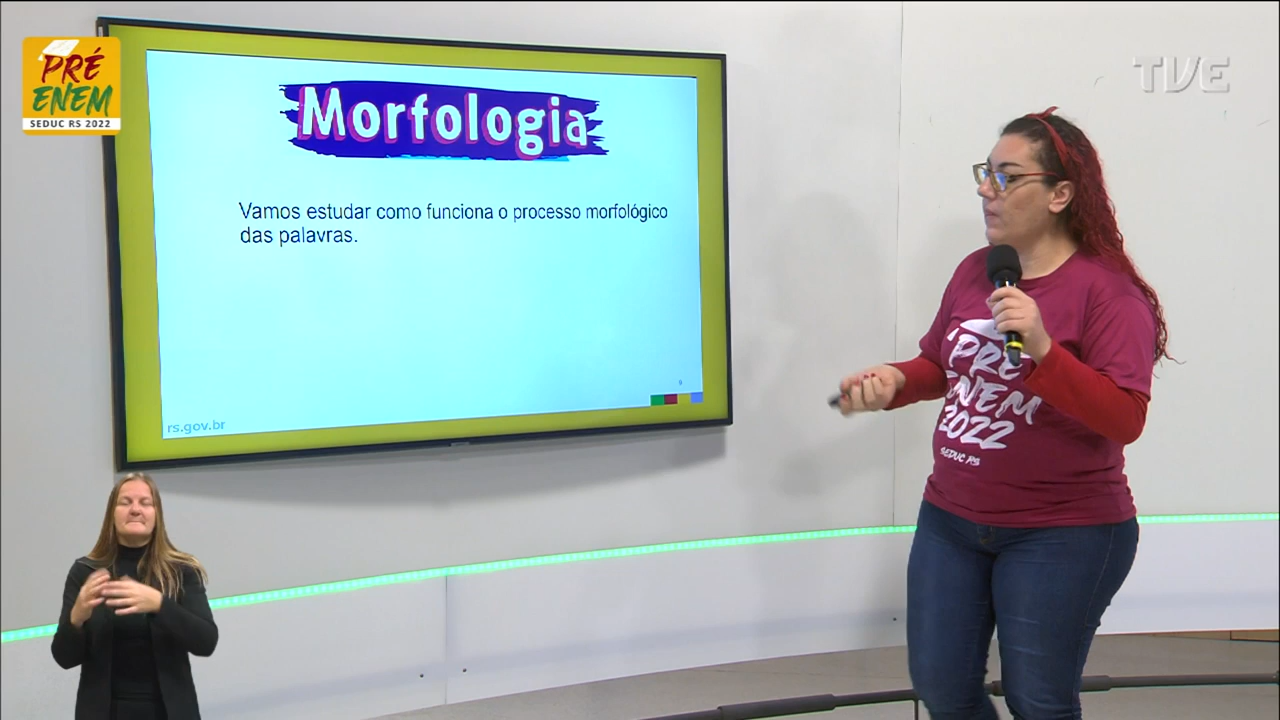 PRÉ
ENEM
SEDUC RS 2022
TVE
Morfologia
Vamos estudar como funciona o processo morfológico
das palavras.
9
rs.gov.br
PRÉ
ENEM
2022
SEDUC RS